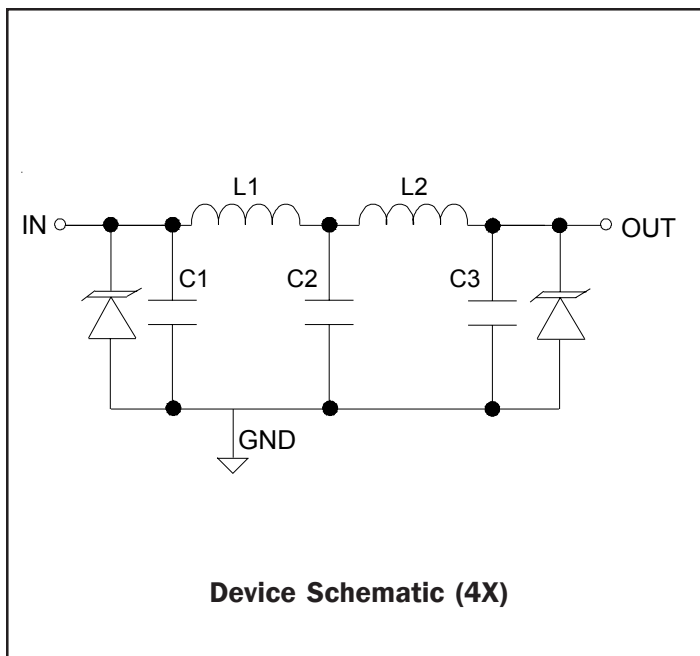 L1
L2
IN
OUT
C1
C2
C3
GND
Device Schematic (4X)